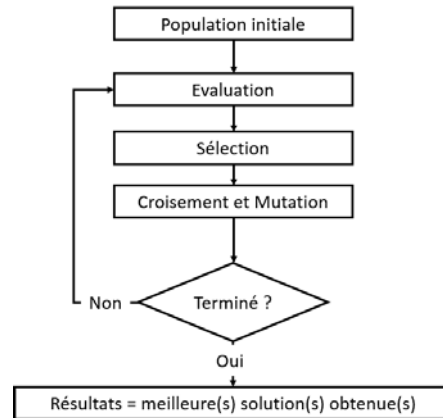 Population initiale
Evaluation
Sélection
Croisement et Mutation
Non
Terminé ?
Oui
Résultats = meilleure(s) solution(s) obtenue(s)